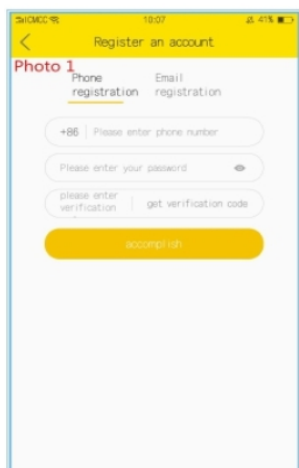 CMCC 18:07 41%
Register an account
Photo 1
Phone Email
registration registration
+86 Please enter phone number
Please enter your password
please enter
verification get verification code
accomplish